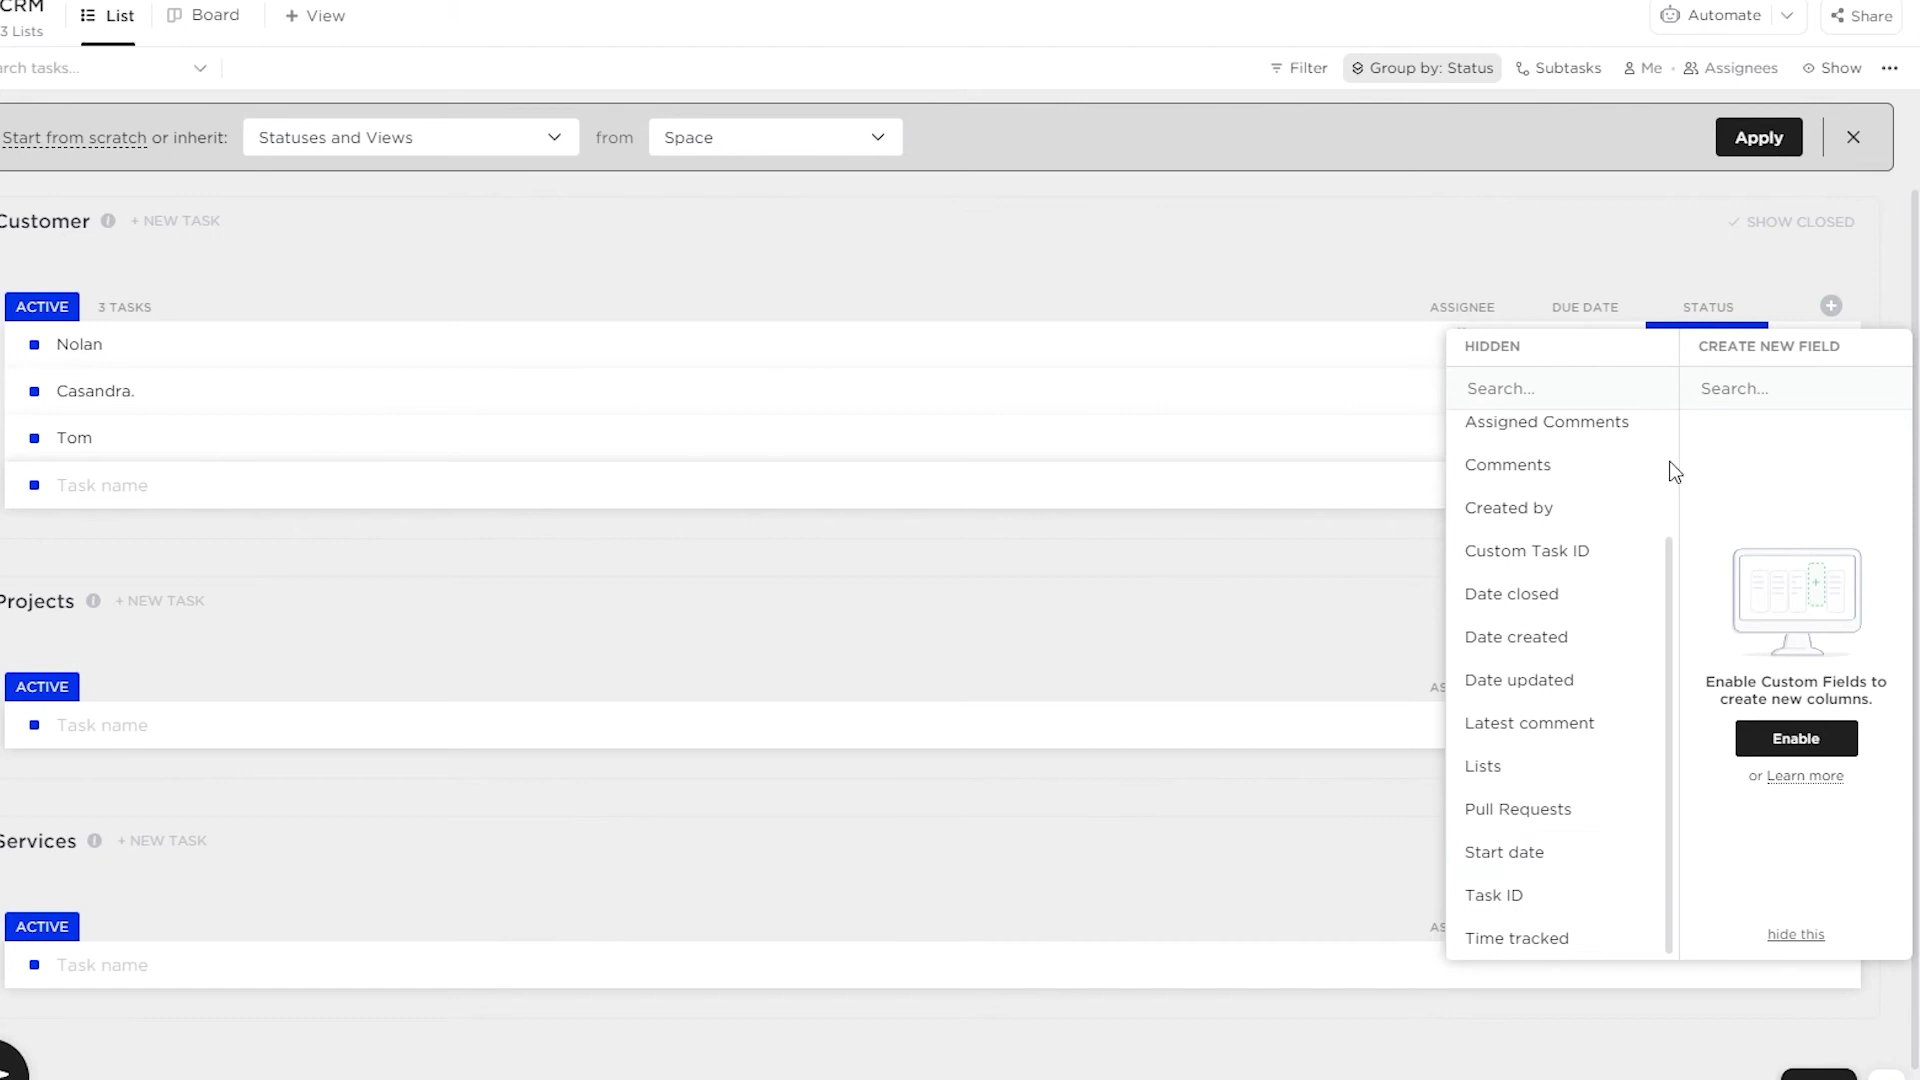 CRM
3 Lists
List
Board
+ View
Automate
Share
rch tasks...
Filter
Group by: Status
Subtasks
Me
Assignees
Show
Start from scratch or inherit:
Statuses and Views
from
Space
Apply
Customer
+ NEW TASK
SHOW CLOSED
ACTIVE
3 TASKS
ASSIGNEE
DUE DATE
STATUS
Nolan
Casandra.
Tom
Task name
HIDDEN
Search...
Assigned Comments
Comments
Created by
Custom Task ID
Date closed
Date created
Date updated
Latest comment
Lists
Pull Requests
Start date
Task ID
Time tracked
CREATE NEW FIELD
Search...
Enable Custom Fields to
create new columns.
Enable
or Learn more
hide this
Projects
+ NEW TASK
ACTIVE
AS
Task name
Services
+ NEW TASK
ACTIVE
AS
Task name